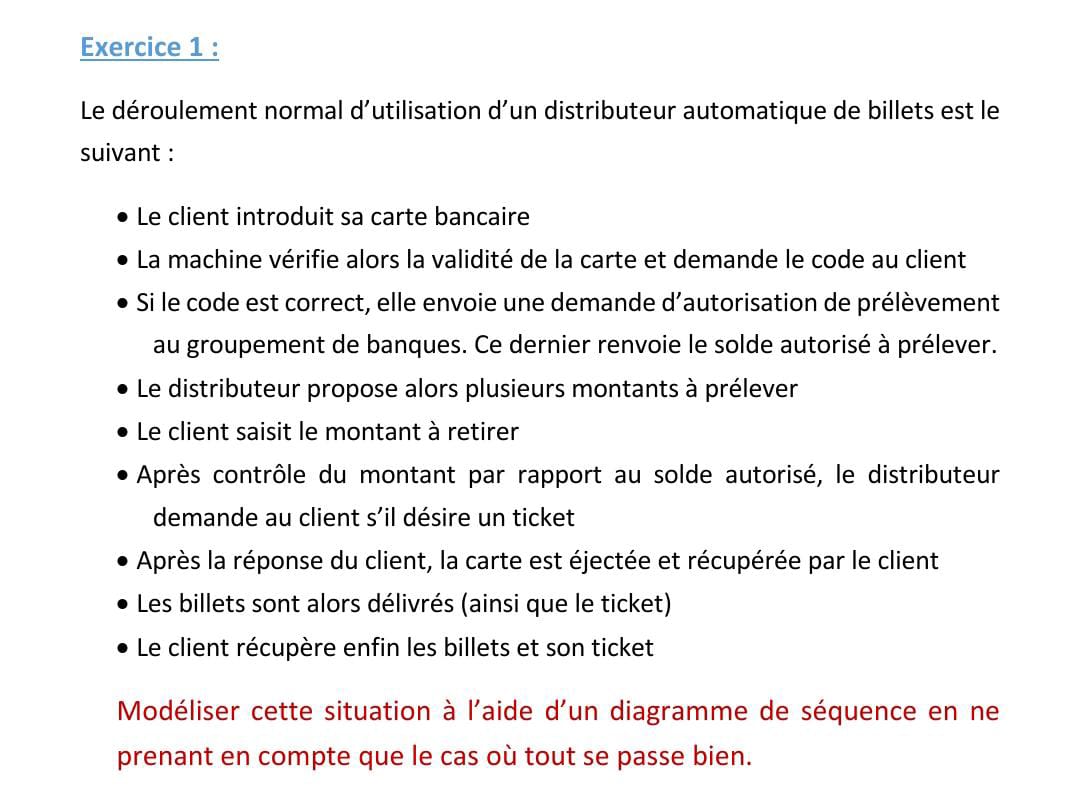 Exercice 1 :
Le déroulement normal d’utilisation d’un distributeur automatique de billets est le
suivant :
• Le client introduit sa carte bancaire
• La machine vérifie alors la validité de la carte et demande le code au client
• Si le code est correct, elle envoie une demande d’autorisation de prélèvement
au groupement de banques. Ce dernier renvoie le solde autorisé à prélever.
• Le distributeur propose alors plusieurs montants à prélever
• Le client saisit le montant à retirer
• Après contrôle du montant par rapport au solde autorisé, le distributeur
demande au client s’il désire un ticket
• Après la réponse du client, la carte est éjectée et récupérée par le client
• Les billets sont alors délivrés (ainsi que le ticket)
• Le client récupère enfin les billets et son ticket
Modéliser cette situation à l’aide d’un diagramme de séquence en ne
prenant en compte que le cas où tout se passe bien.